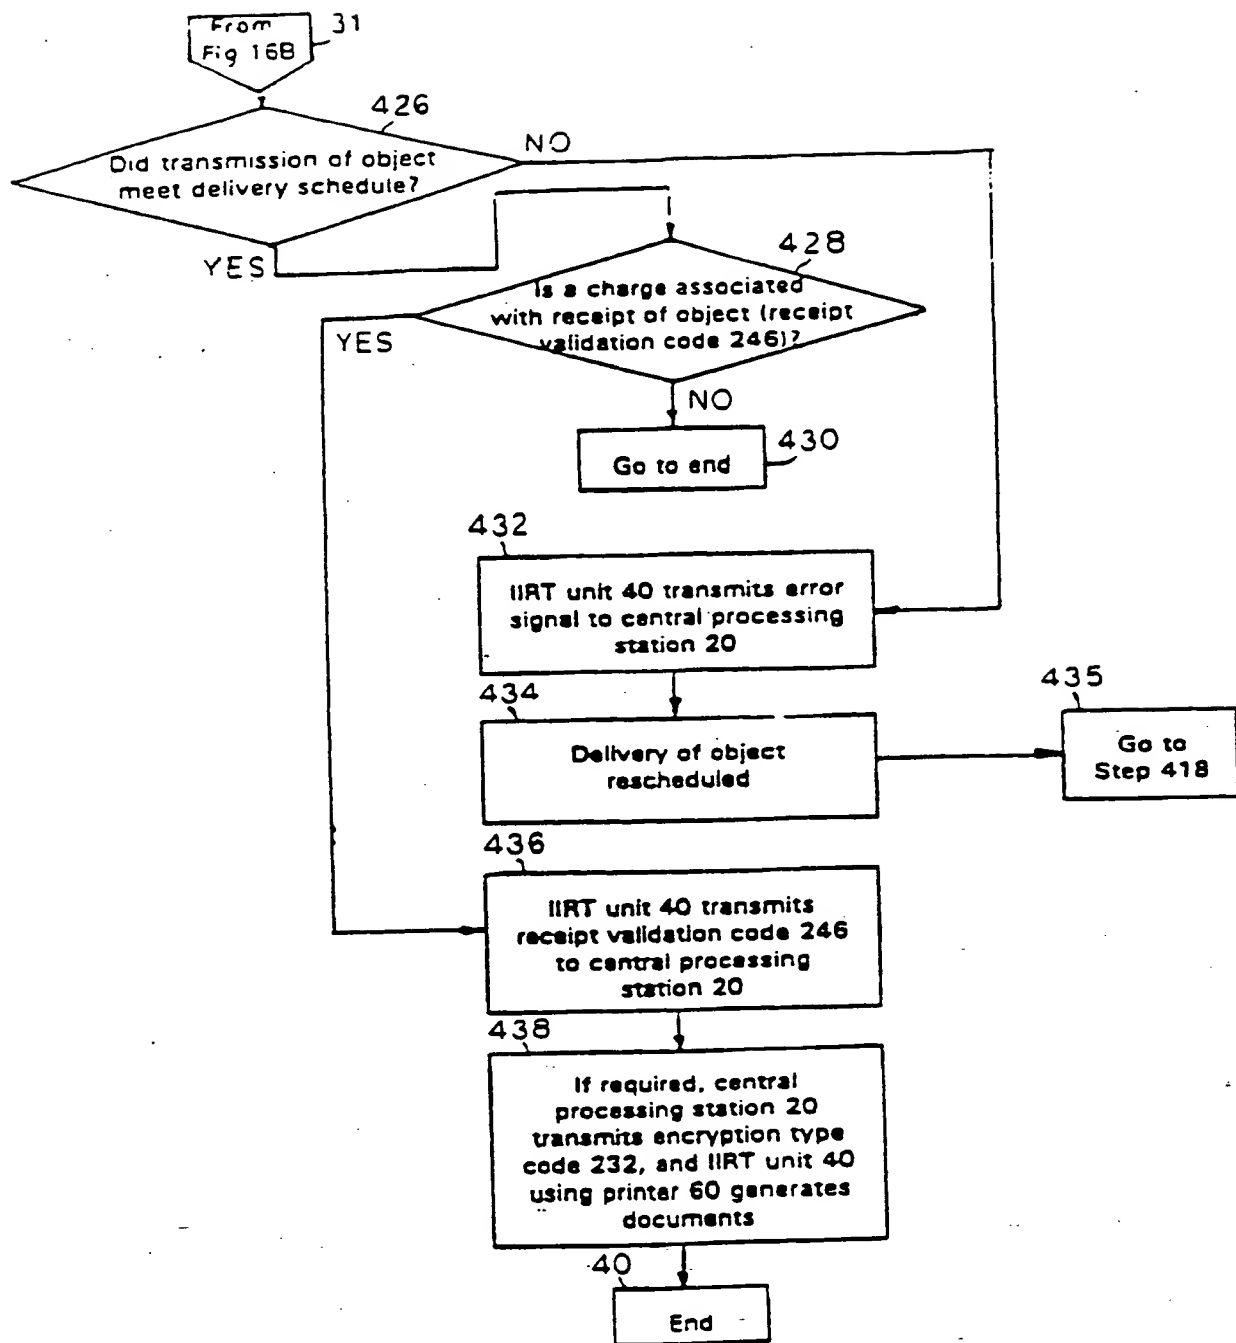 From
Fig 16B
31
426
Did transmission of object
meet delivery schedule?
NO
YES
428
Is a charge associated
with receipt of object (receipt
validation code 246)?
YES
NO
Go to end
430
432
IIRT unit 40 transmits error
signal to central processing
station 20
434
Delivery of object
rescheduled
435
Go to
Step 418
436
IIRT unit 40 transmits
receipt validation code 246
to central processing
station 20
438
If required, central
processing station 20
transmits encryption type
code 232, and IIRT unit 40
using printer 60 generates
documents
40
End